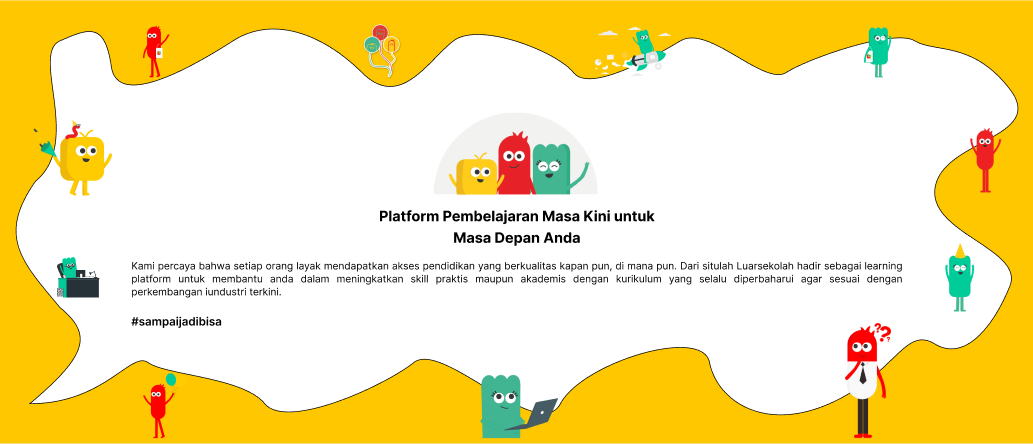 Platform Pembelajaran Masa Kini untuk
Masa Depan Anda
Kami percaya bahwa setiap orang layak mendapatkan akses pendidikan yang berkualitas kapan pun, di mana pun. Dari situlah Luarsekolah hadir sebagai learning
platform untuk membantu anda dalam meningkatkan skill praktis maupun akademis dengan kurikulum yang selalu diperbaharui agar sesuai dengan
perkembangan iundustri terkini.
#sampaijadibisa
???